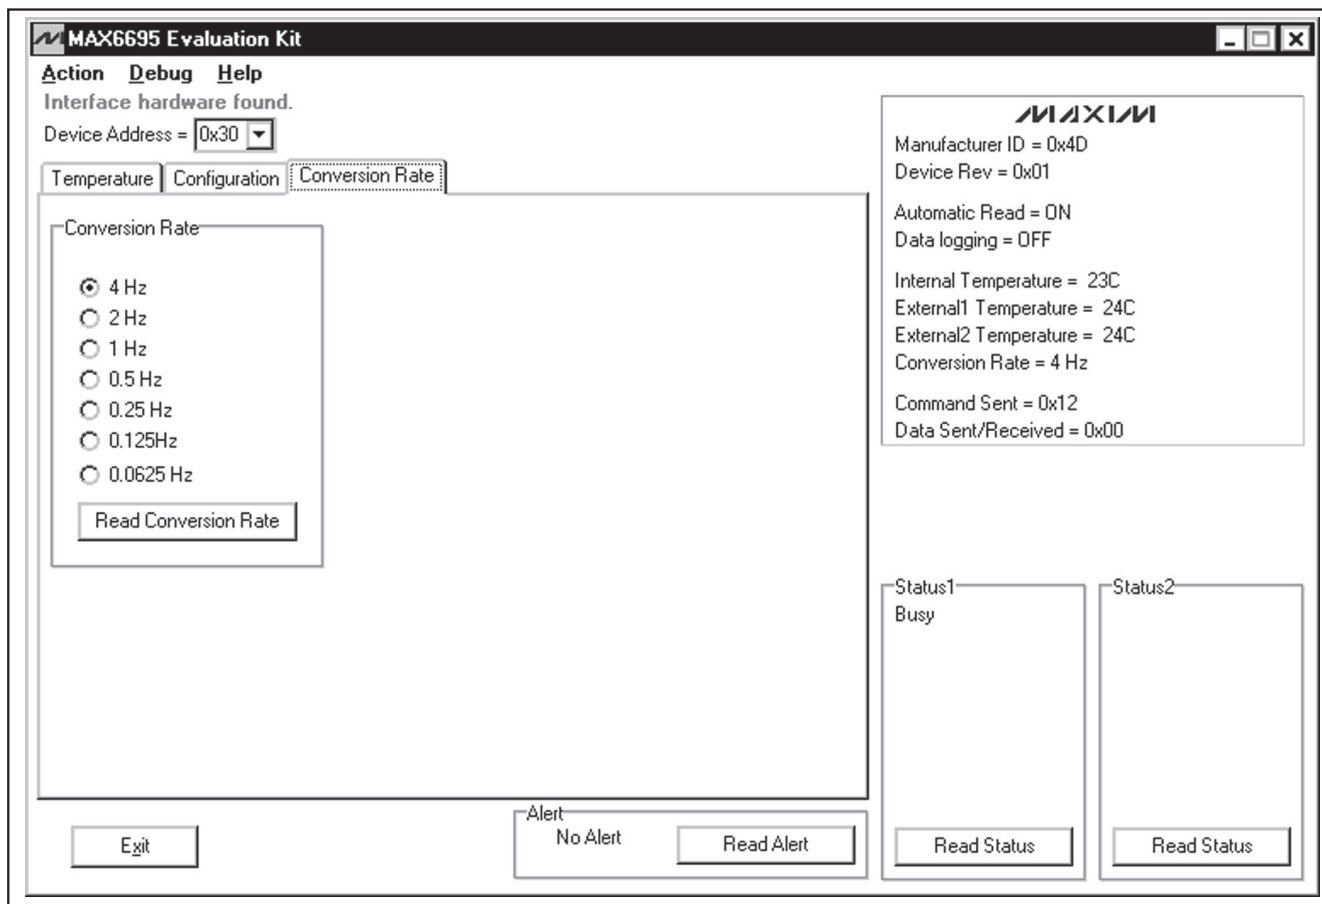 MAX6695 Evaluation Kit
Action Debug Help
Interface hardware found.
Device Address = 0x30
Temperature Configuration Conversion Rate
Conversion Rate
4 Hz
2 Hz
1 Hz
0.5 Hz
0.25 Hz
0.125Hz
0.0625 Hz
Read Conversion Rate
MAXIM
Manufacturer ID = 0x4D
Device Rev = 0x01
Automatic Read = ON
Data logging = OFF
Internal Temperature = 23C
External1 Temperature = 24C
External2 Temperature = 24C
Conversion Rate = 4 Hz
Command Sent = 0x12
Data Sent/Received = 0x00
Status1
Busy
Read Status
Status2
Read Status
Alert
No Alert
Read Alert
Exit